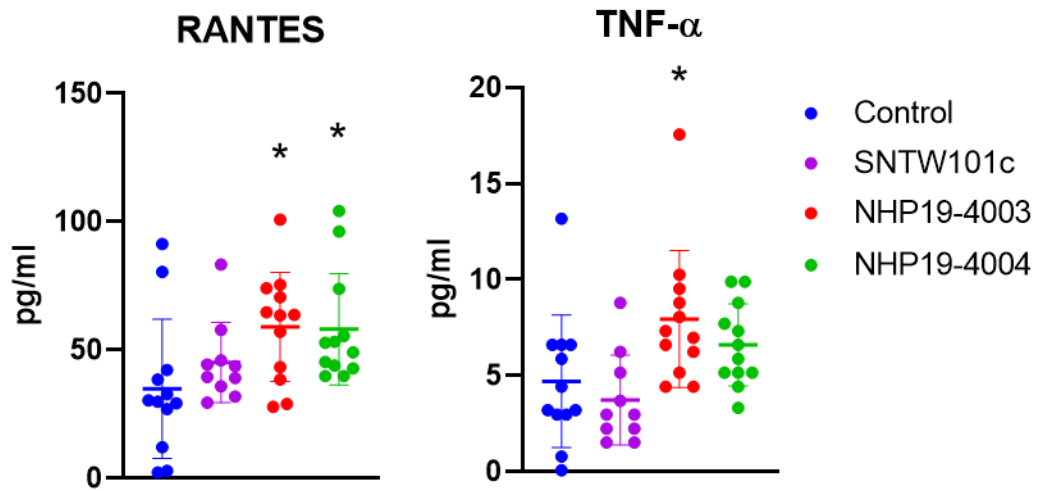 RANTES
150
100
50
0
pg/ml
*
*
TNF-α
20
15
10
5
0
pg/ml
*
Control
SNTW101c
NHP19-4003
NHP19-4004